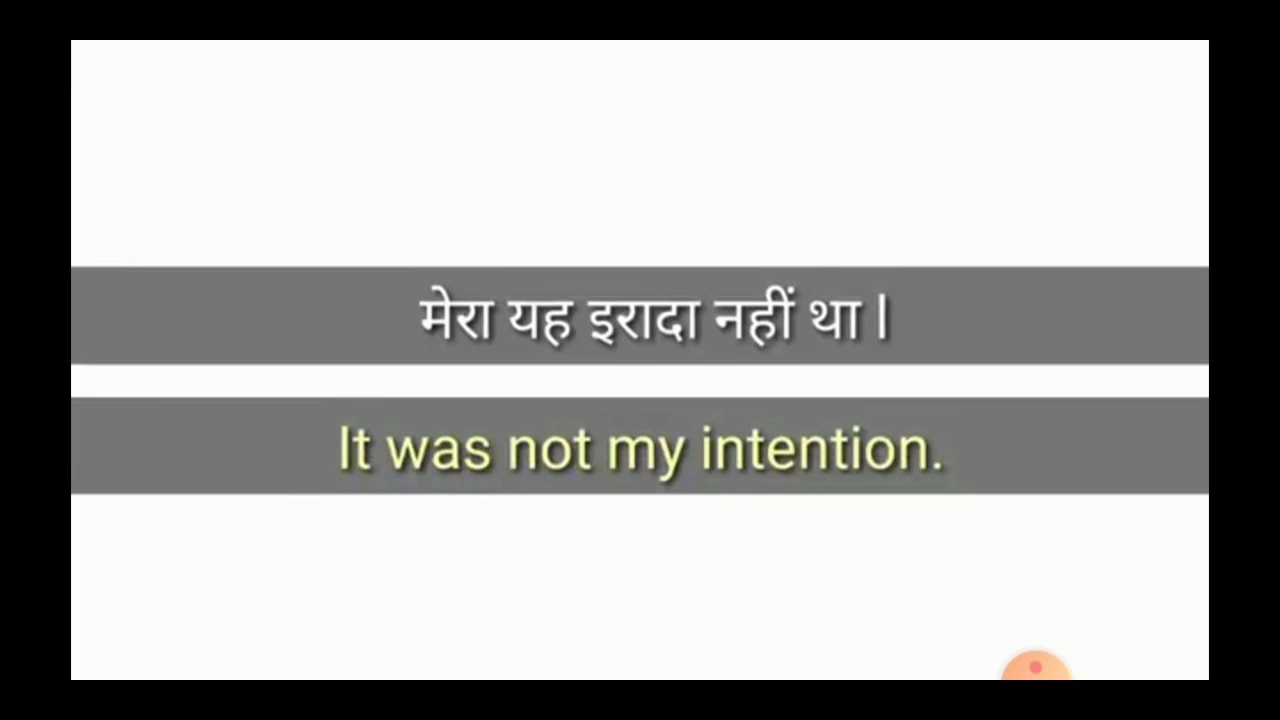 मेरा यह इरादा नहीं था l
It was not my intention.